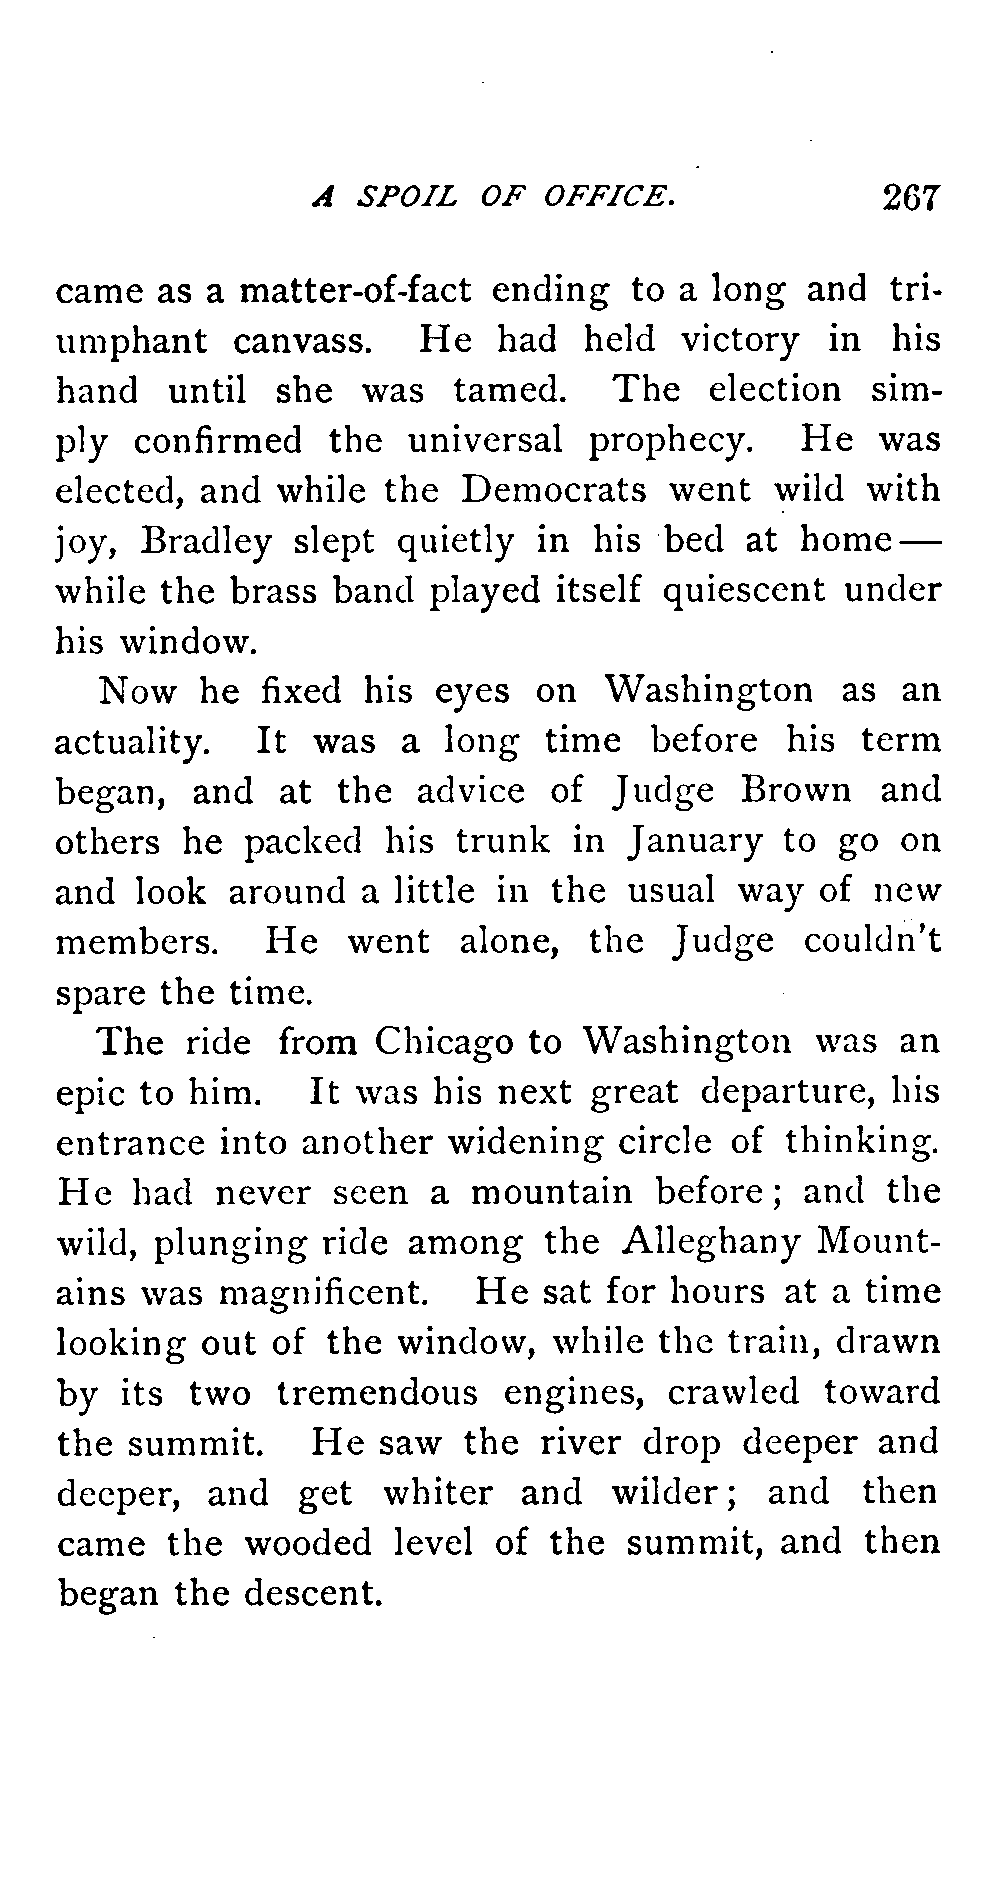 A SPOIL OF OFFICE. 267
came as a matter-of-fact ending to a long and tri-
umphant canvass. He had held victory in his
hand until she was tamed. The election sim-
ply confirmed the universal prophecy. He was
elected, and while the Democrats went wild with
joy, Bradley slept quietly in his bed at home—
while the brass band played itself quiescent under
his window.
Now he fixed his eyes on Washington as an
actuality. It was a long time before his term
began, and at the advice of Judge Brown and
others he packed his trunk in January to go on
and look around a little in the usual way of new
members. He went alone, the Judge couldn't
spare the time.
The ride from Chicago to Washington was an
epic to him. It was his next great departure, his
entrance into another widening circle of thinking.
He had never seen a mountain before; and the
wild, plunging ride among the Alleghany Mount-
ains was magnificent. He sat for hours at a time
looking out of the window, while the train, drawn
by its two tremendous engines, crawled toward
the summit. He saw the river drop deeper and
deeper, and get whiter and wilder; and then
came the wooded level of the summit, and then
began the descent.